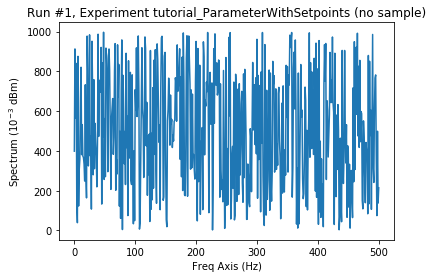 Run #1, Experiment tutorial_ParameterWithSetpoints (no sample)
1000
800
600
400
200
0
Spectrum (10⁻³ dBm)
0 100 200 300 400 500
Freq Axis (Hz)